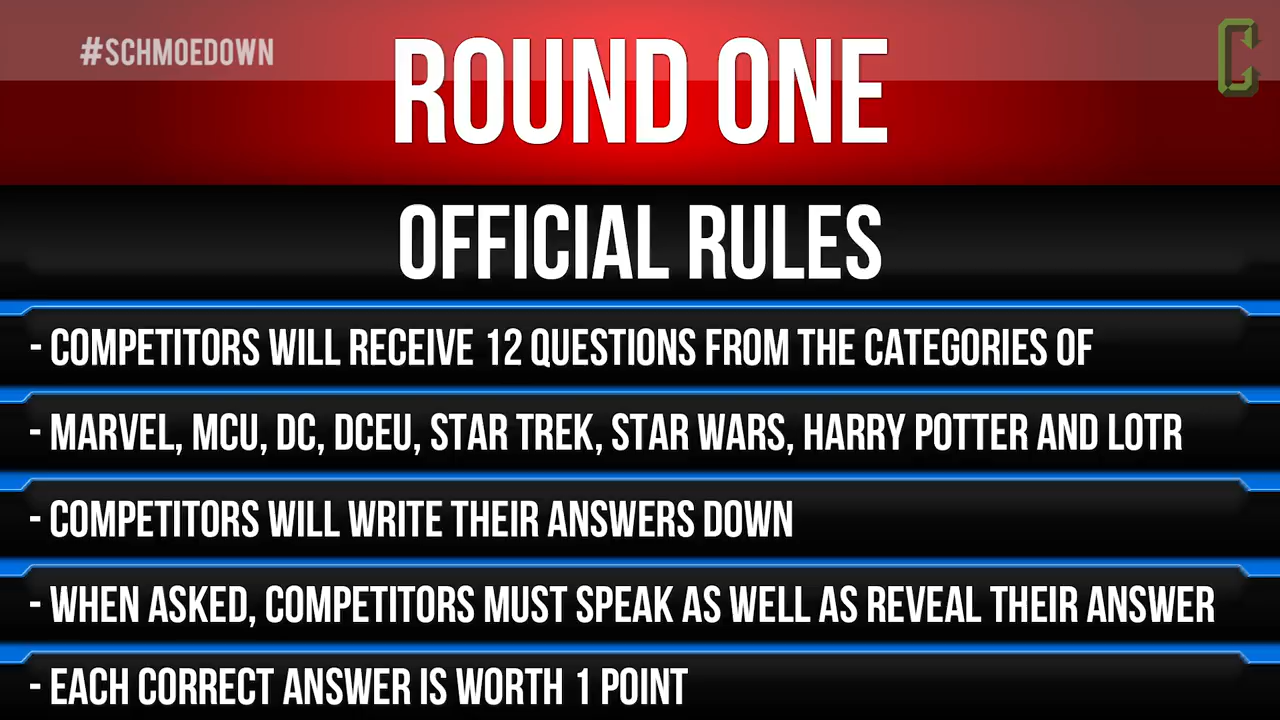 #SCHMOEDOWN
ROUND ONE
OFFICIAL RULES
- COMPETITORS WILL RECEIVE 12 QUESTIONS FROM THE CATEGORIES OF
- MARVEL, MCU, DC, DCEU, STAR TREK, STAR WARS, HARRY POTTER AND LOTR
- COMPETITORS WILL WRITE THEIR ANSWERS DOWN
- WHEN ASKED, COMPETITORS MUST SPEAK AS WELL AS REVEAL THEIR ANSWER
- EACH CORRECT ANSWER IS WORTH 1 POINT